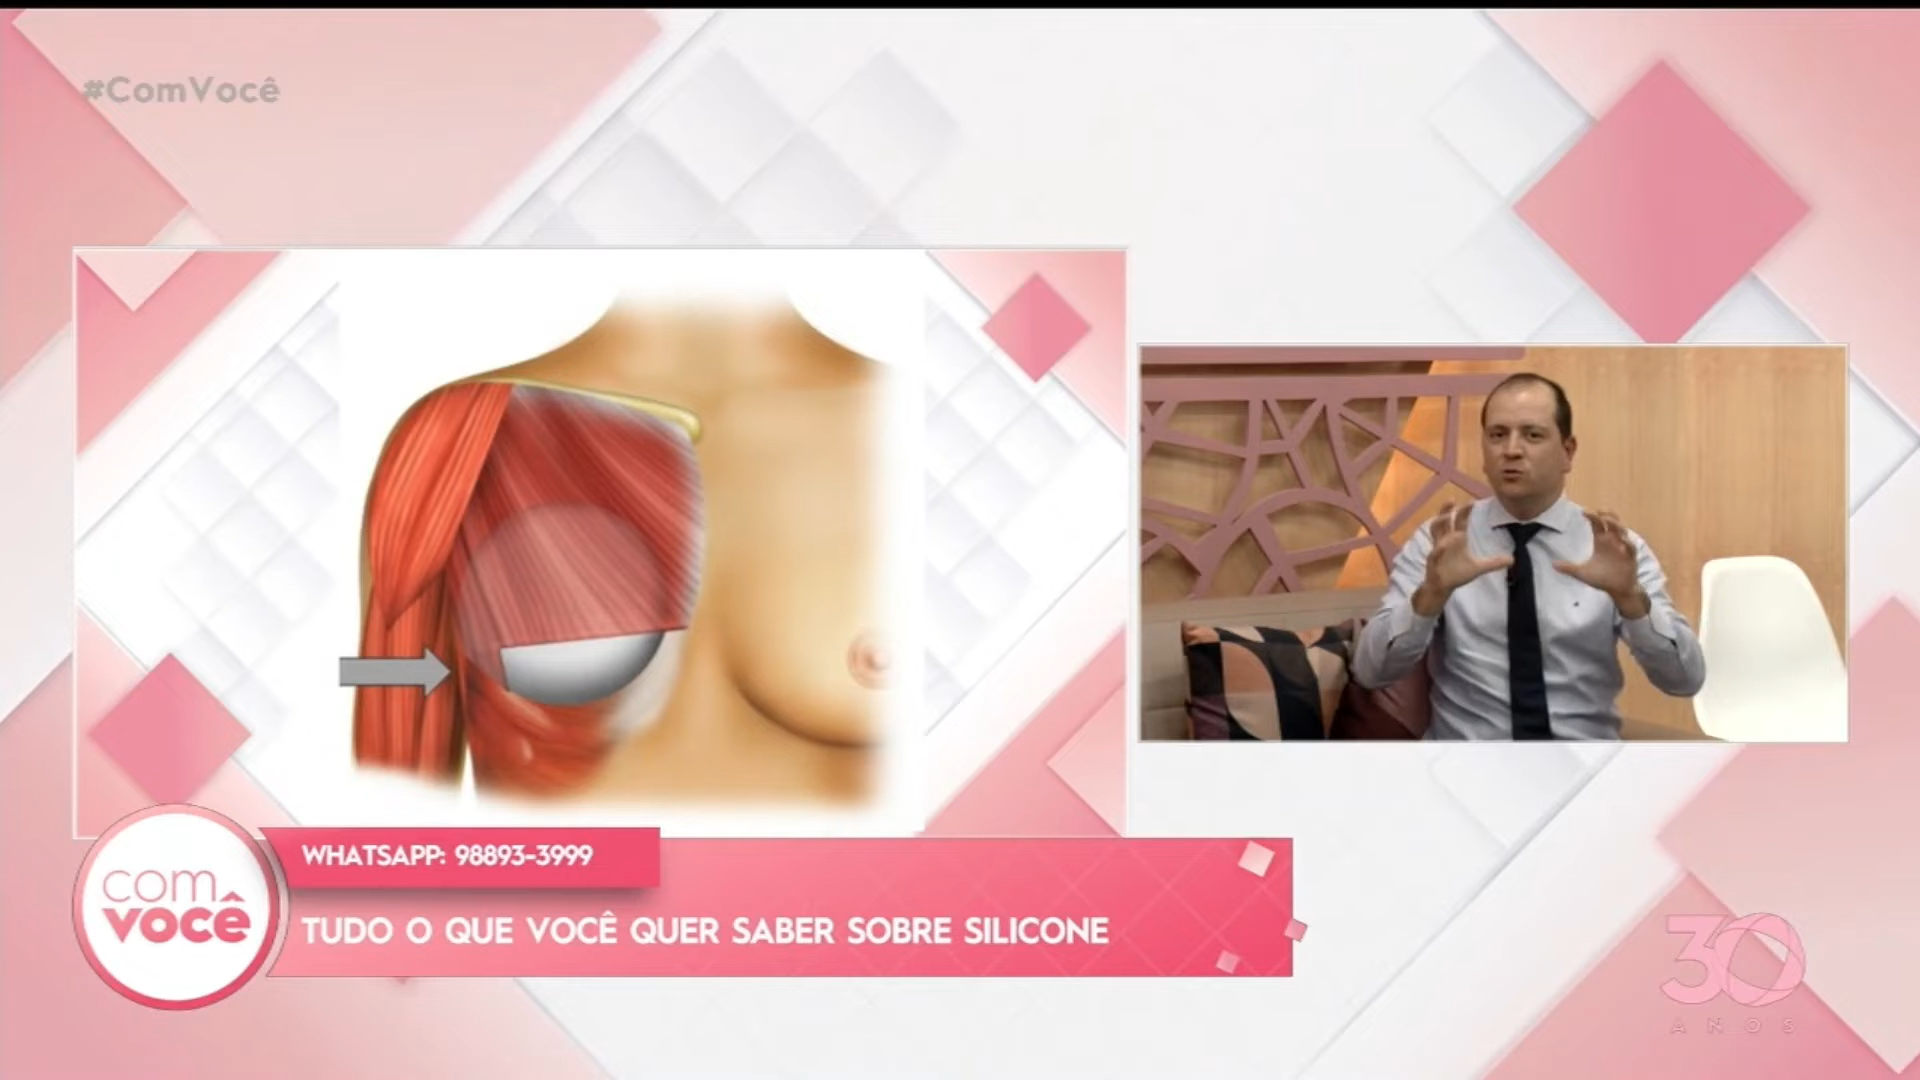 #ComVocê
WHATSAPP: 98893-3999
com
você
TUDO O QUE VOCÊ QUER SABER SOBRE SILICONE
30
ANOS